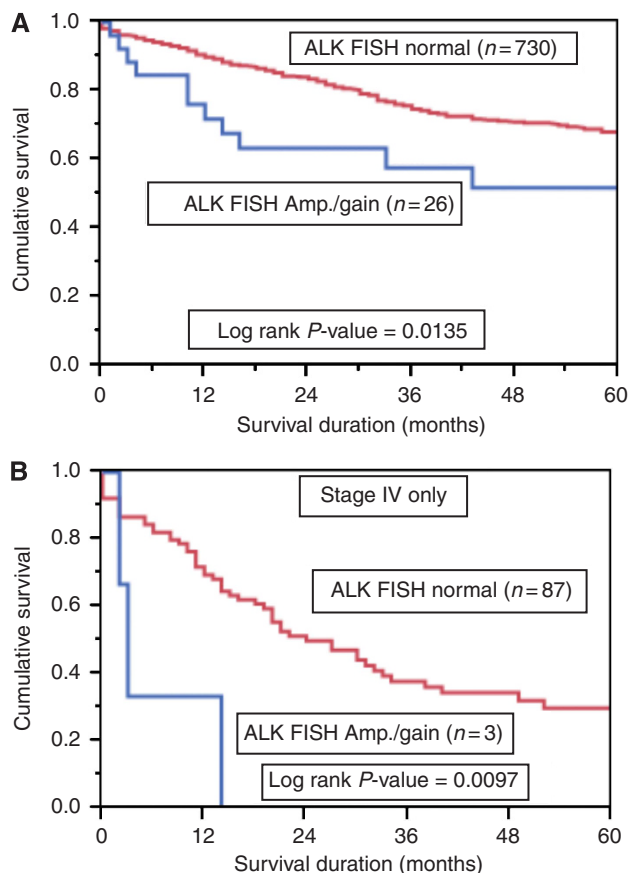 A
1.0
0.8
0.6
0.4
0.2
0.0
Cumulative survival
ALK FISH normal (n=730)
ALK FISH Amp./gain (n=26)
Log rank P-value = 0.0135
0 12 24 36 48 60
Survival duration (months)
B
1.0
0.8
0.6
0.4
0.2
0.0
Cumulative survival
Stage IV only
ALK FISH normal (n=87)
ALK FISH Amp./gain (n=3)
Log rank P-value = 0.0097
0 12 24 36 48 60
Survival duration (months)